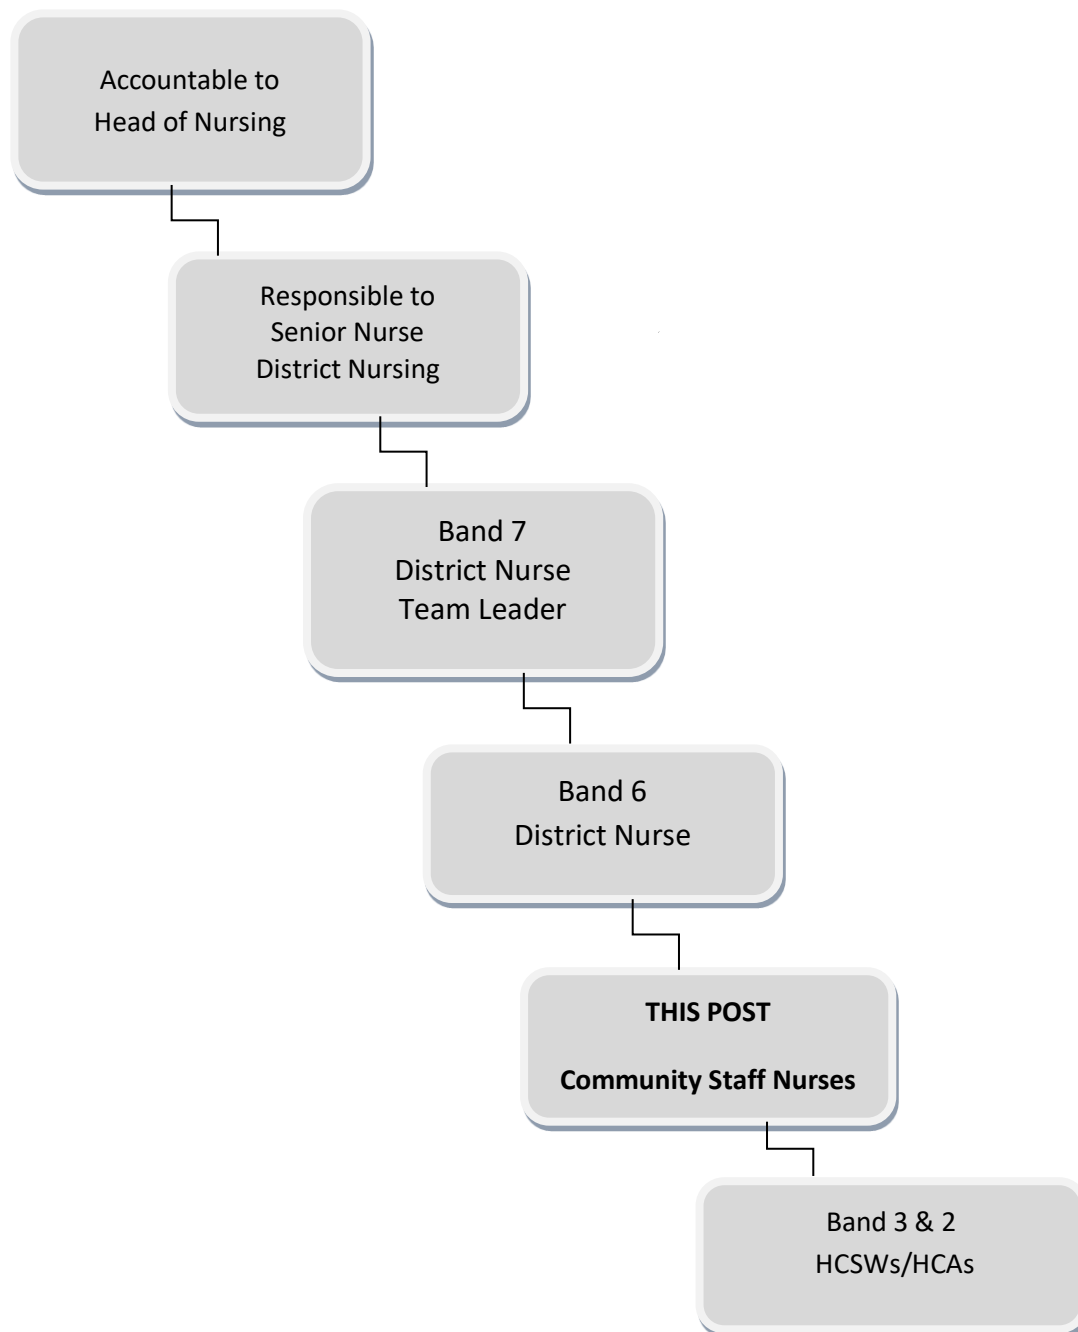 Accountable to
Head of Nursing
Responsible to
Senior Nurse
District Nursing
Band 7
District Nurse
Team Leader
Band 6
District Nurse
THIS POST
Community Staff Nurses
Band 3 & 2
HCSWs/HCAs